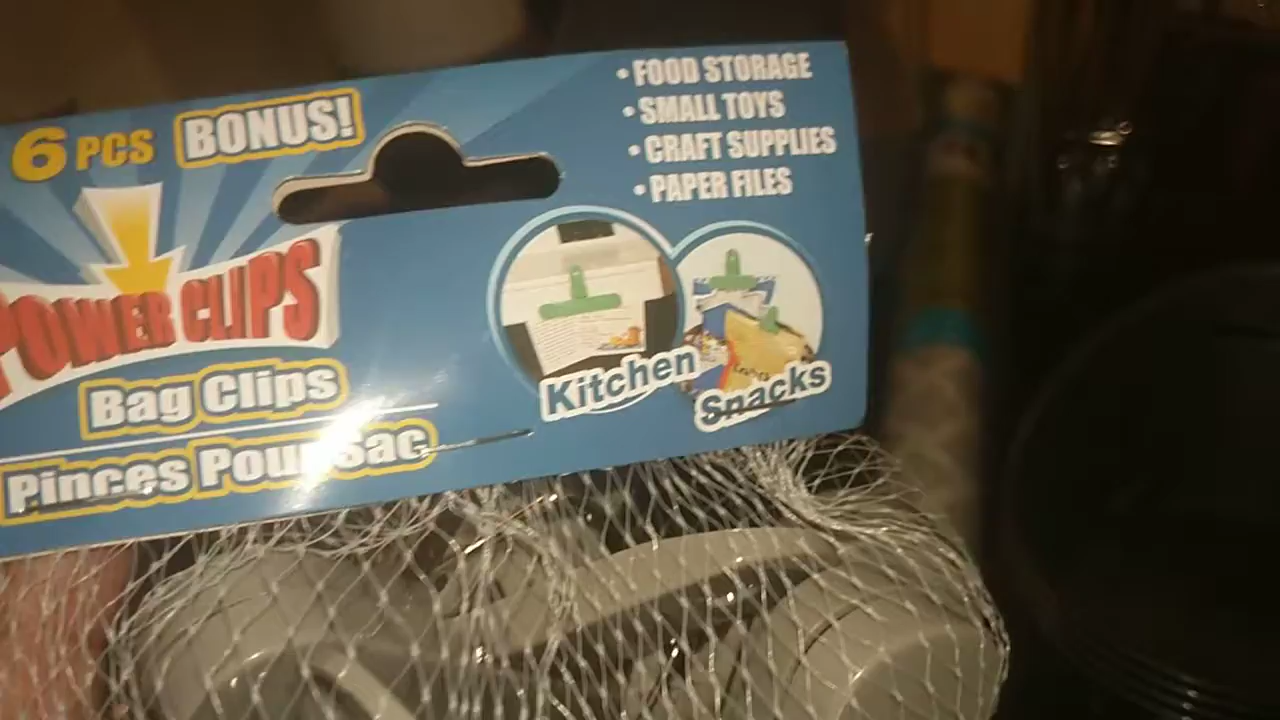 6 PCS BONUS!
POWER CLIPS
Bag Clips
Pinces Pour Sac
• FOOD STORAGE
• SMALL TOYS
• CRAFT SUPPLIES
• PAPER FILES
Kitchen
Snacks